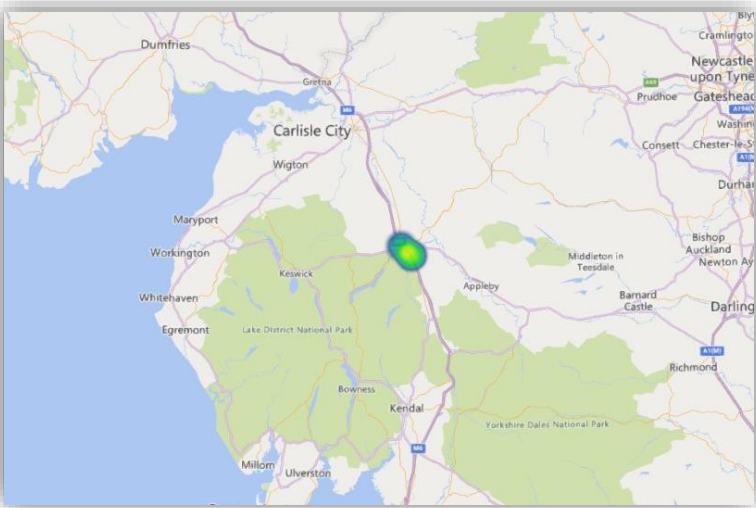 Dumfries
Cramlingto
Newcastle
upon Tyne
Gretna
A69
Prudhoe
Gateshead
M6
Carlisle City
Washin
Consett
Chester-le-S
Wigton
Durha
Maryport
Bishop
Auckland
Workington
Middleton in
Teesdale
Newton Ay
Keswick
Appleby
Whitehaven
Barnard
Castle
Darling
Egremont
Lake District National Park
A1(M)
Richmond
Bowness
Kendal
Yorkshire Dales National Park
M6
Millom
Ulverston